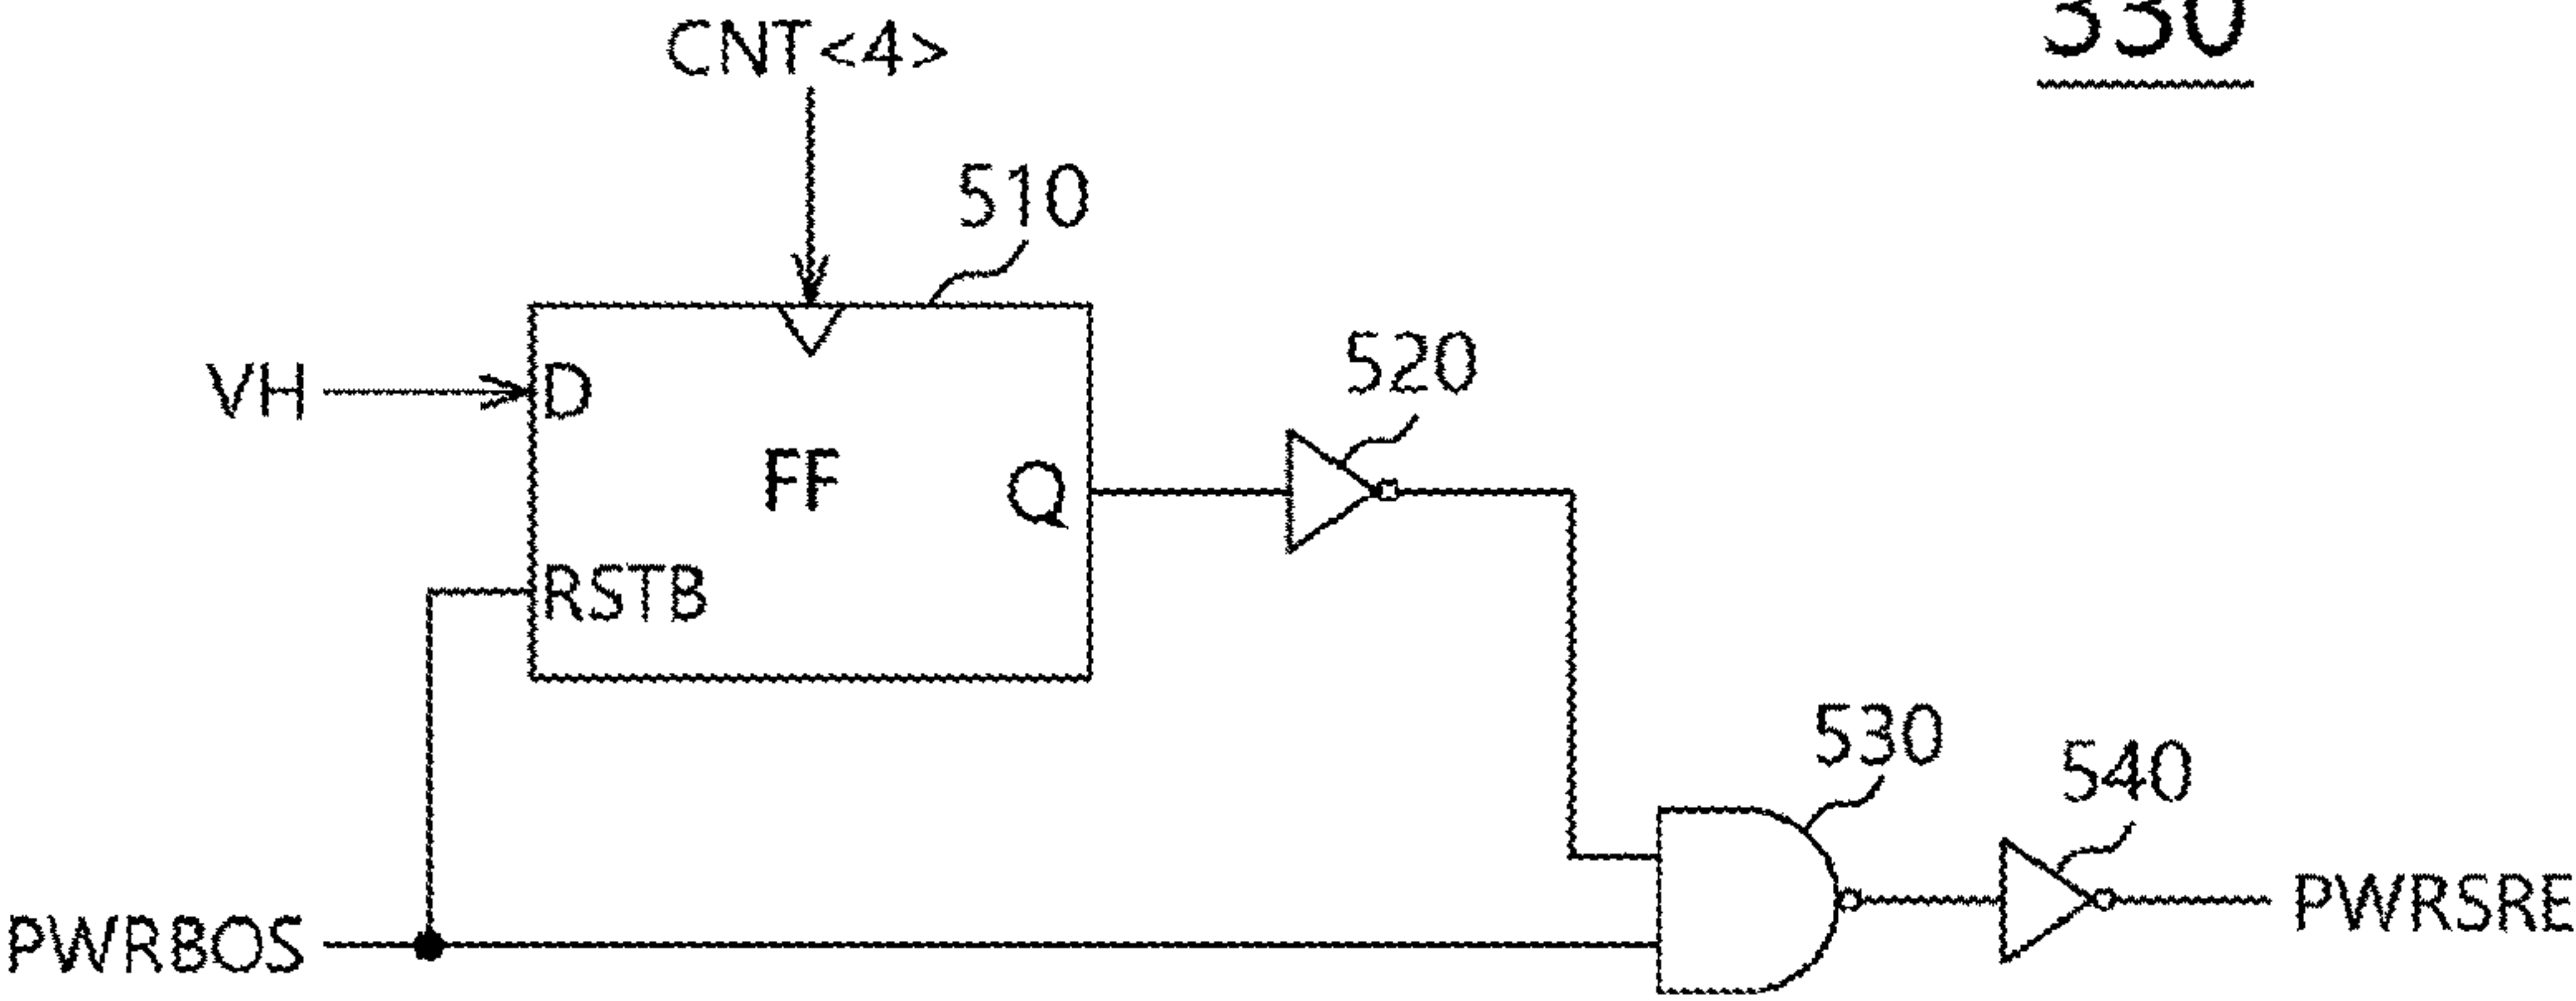 330
CNT<4>
510
VH
D
FF
Q
RSTB
520
530
540
PWRBOS
PWRSRE